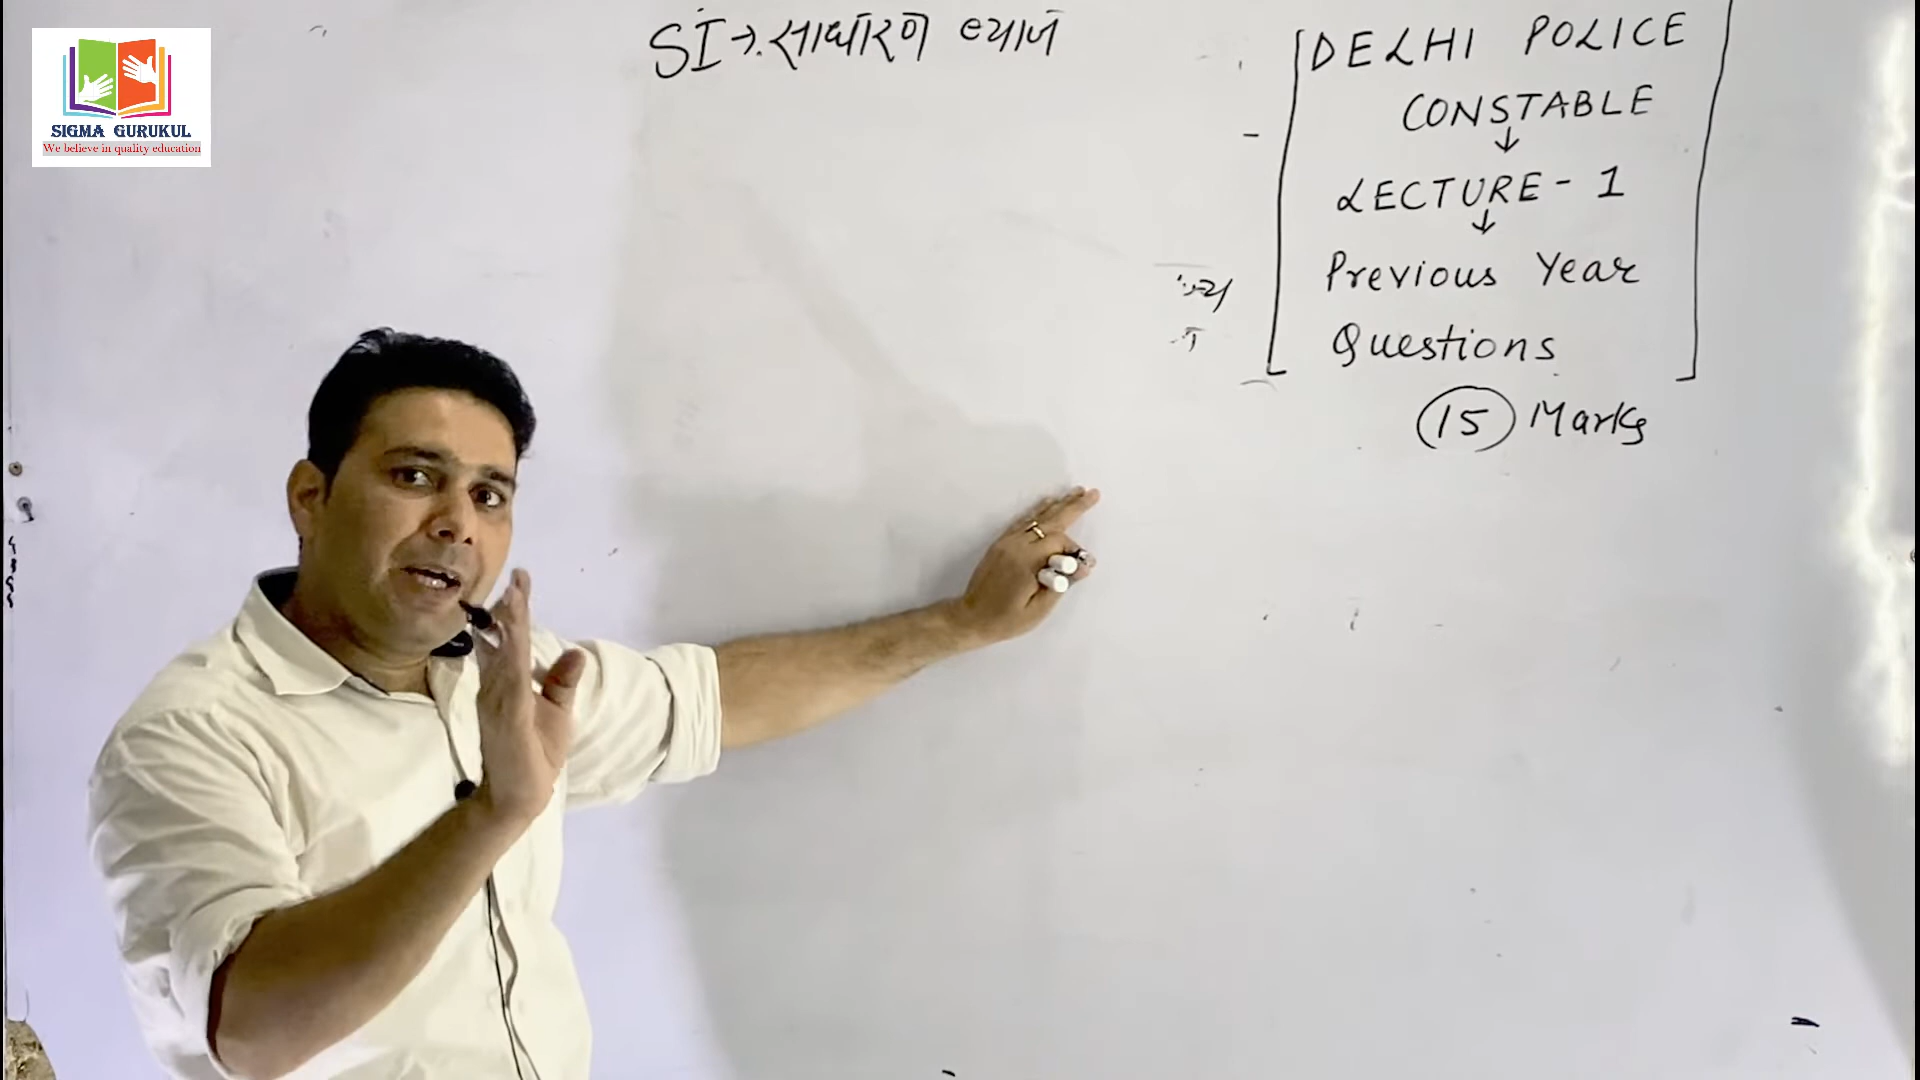 SIGMA GURUKUL
We believe in quality education
SI → साधारण ब्याज
DELHI POLICE
CONSTABLE
↓
LECTURE - 1
↓
Previous Year
Questions
15 Marks